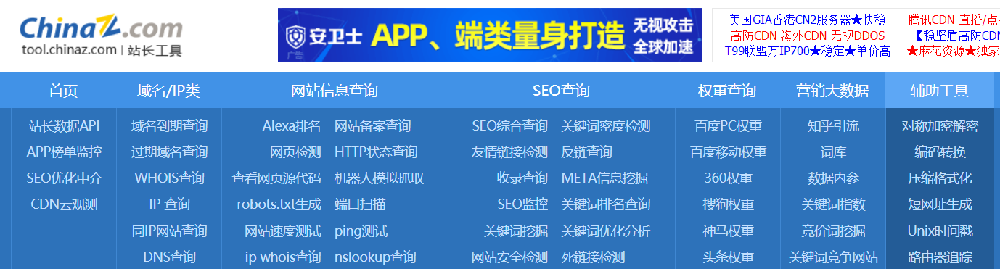 ChinaZ.com
tool.chinaz.com 站长工具
广告
安卫士 APP、端类量身打造 无视攻击
全球加速
美国GIA香港CN2服务器★快稳 腾讯CDN-直播/点
高防CDN 海外CDN 无视DDOS 【稳坚盾高防CDN
T99联盟万IP700★稳定★单价高 ★麻花资源★独家
首页 域名/IP类 网站信息查询 SEO查询 权重查询 营销大数据 辅助工具
站长数据API 域名到期查询 Alexa排名 网站备案查询 SEO综合查询 关键词密度检测 百度PC权重 知乎引流 对称加密解密
APP榜单监控 过期域名查询 网页检测 HTTP状态查询 友情链接检测 反链查询 百度移动权重 词库 编码转换
SEO优化中介 WHOIS查询 查看网页源代码 机器人模拟抓取 收录查询 META信息挖掘 360权重 数据内参 压缩格式化
CDN云观测 IP 查询 robots.txt生成 端口扫描 SEO监控 关键词排名查询 搜狗权重 关键词指数 短网址生成
同IP网站查询 网站速度测试 ping测试 关键词挖掘 关键词优化分析 神马权重 竞价词挖掘 Unix时间戳
DNS查询 ip whois查询 nslookup查询 网站安全检测 死链接检测 头条权重 关键词竞争网站 路由器追踪